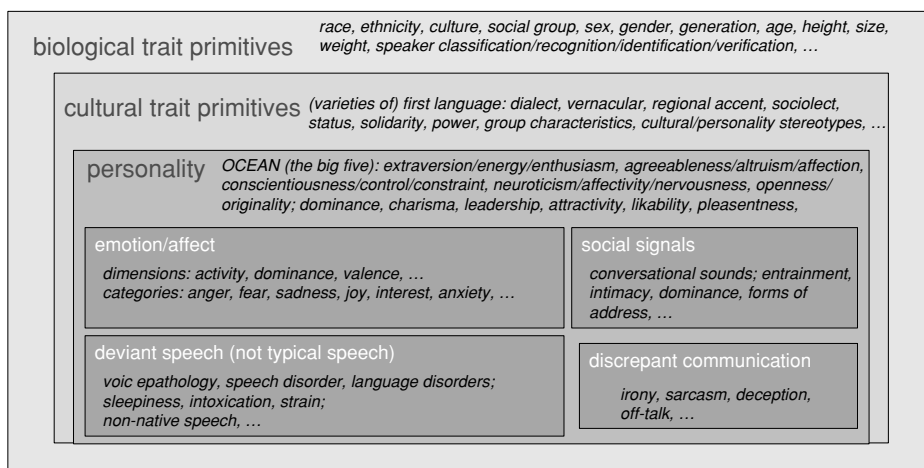 biological trait primitives
race, ethnicity, culture, social group, sex, gender, generation, age, height, size,
weight, speaker classification/recognition/identification/verification, …
cultural trait primitives
(varieties of) first language: dialect, vernacular, regional accent, sociolect,
status, solidarity, power, group characteristics, cultural/personality stereotypes, …
personality
OCEAN (the big five): extraversion/energy/enthusiasm, agreeableness/altruism/affection,
conscientiousness/control/constraint, neuroticism/affectivity/nervousness, openness/
originality; dominance, charisma, leadership, attractivity, likability, pleasentness,
emotion/affect
dimensions: activity, dominance, valence, …
categories: anger, fear, sadness, joy, interest, anxiety, …
social signals
conversational sounds; entrainment,
intimacy, dominance, forms of
address, …
deviant speech (not typical speech)
voic epathology, speech disorder, language disorders;
sleepiness, intoxication, strain;
non-native speech, …
discrepant communication
irony, sarcasm, deception,
off-talk, …